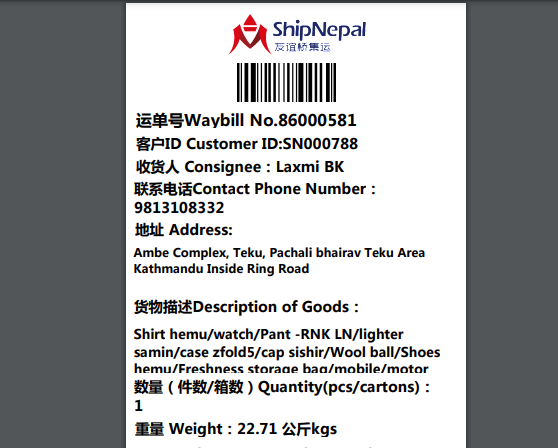 ShipNepal
友谊桥集运
运单号Waybill No.86000581
客户ID Customer ID:SN000788
收货人 Consignee：Laxmi BK
联系电话Contact Phone Number：
9813108332
地址 Address:
Ambe Complex, Teku, Pachali bhairav Teku Area
Kathmandu Inside Ring Road
货物描述Description of Goods：
Shirt hemu/watch/Pant -RNK LN/lighter
samin/case zfold5/cap sishir/Wool ball/Shoes
hemu/Freshness storage bag/mobile/motor
数量（件数/箱数）Quantity(pcs/cartons)：
1
重量 Weight：22.71 公斤kgs